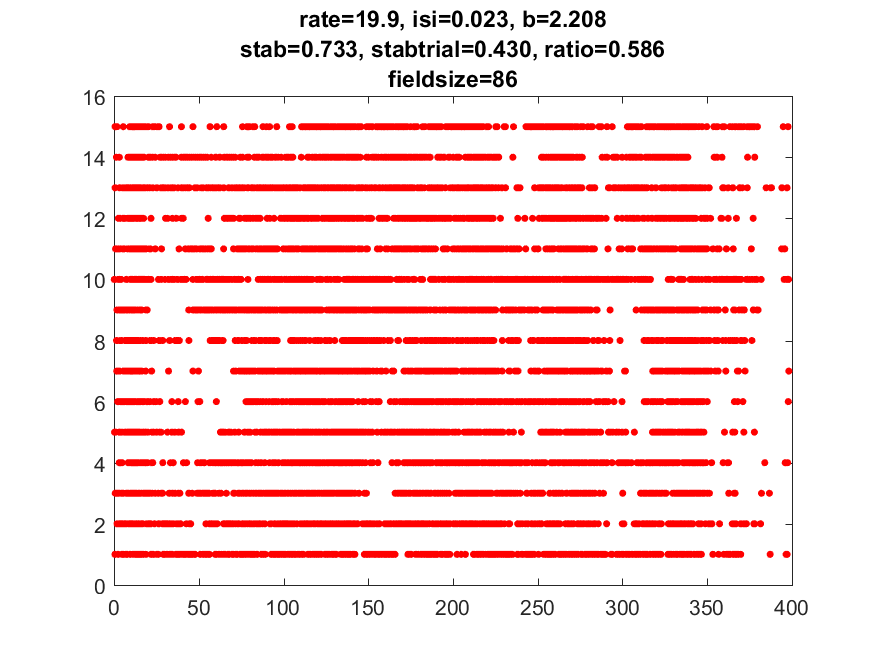 rate=19.9, isi=0.023, b=2.208
stab=0.733, stabtrial=0.430, ratio=0.586
fieldsize=86
16
14
12
10
8
6
4
2
0
0 50 100 150 200 250 300 350 400